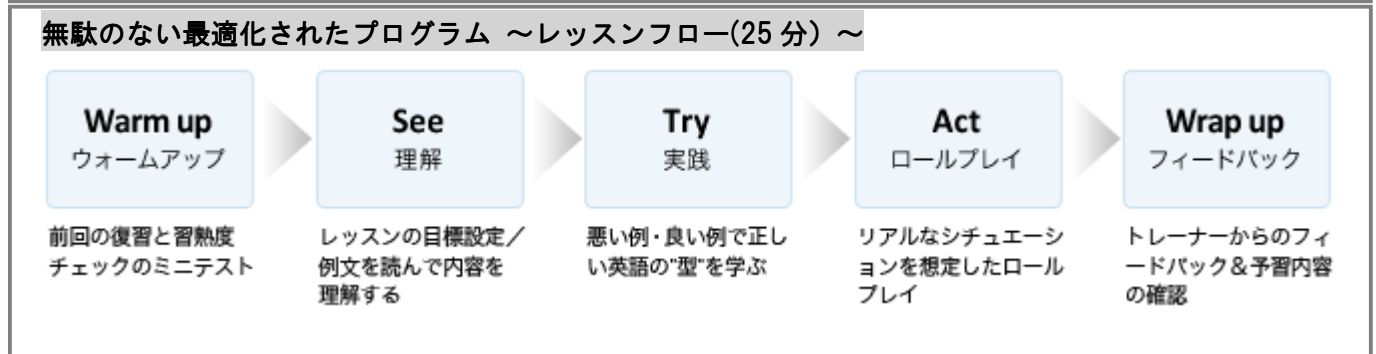 無駄のない最適化されたプログラム ～レッスンフロー(25 分）～
Warm up
ウォームアップ
前回の復習と習熟度
チェックのミニテスト
See
理解
レッスンの目標設定／
例文を読んで内容を
理解する
Try
実践
悪い例・良い例で正し
い英語の"型"を学ぶ
Act
ロールプレイ
リアルなシチュエーシ
ョンを想定したロール
プレイ
Wrap up
フィードバック
トレーナーからのフィ
ードバック＆予習内容
の確認